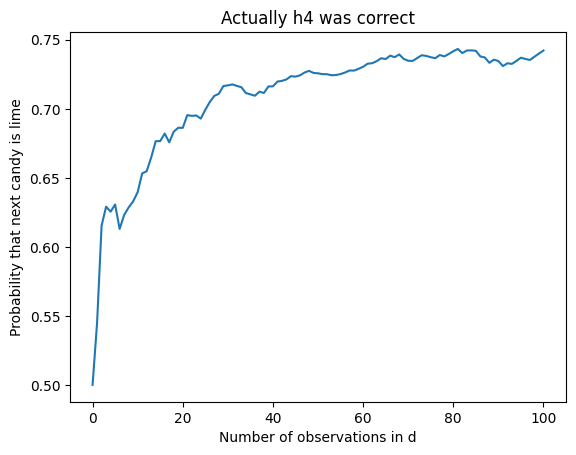 Actually h4 was correct
Probability that next candy is lime
0.75
0.70
0.65
0.60
0.55
0.50
0 20 40 60 80 100
Number of observations in d